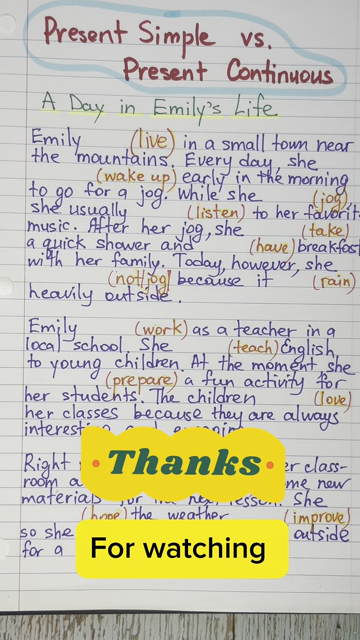 Present Simple vs.
Present Continuous
A Day in Emily's Life
Emily (live) in a small town near
the mountains. Every day, she
(wake up) early in the morning
to go for a jog. While she (jog),
she usually (listen) to her favorite
music. After her jog, she (take)
a quick shower and (have) breakfast
with her family. Today, however, she
(not/jog) because it (rain)
heavily outside.
Emily (work) as a teacher in a
local school. She (teach) English
to young children. At the moment she
(prepare) a fun activity for
her students. The children (love)
her classes because they are always
Right class-
room new
materials for She
(hope) the weather (improve)
so she outside
for a
Thanks
For watching